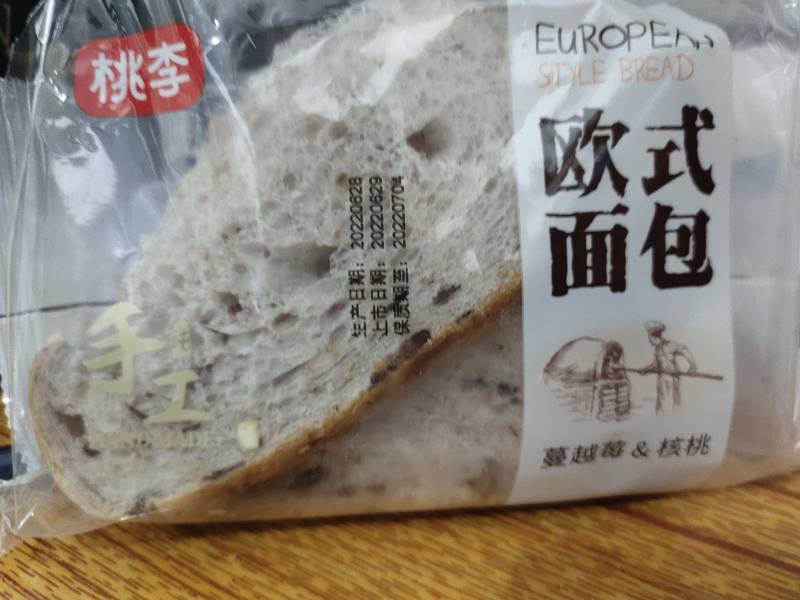 桃李
EUROPEAN
STYLE BREAD
欧式
面包
生产日期：20220628
上市日期：20220629
保质期至：20220704
手工
HANDMADE
蔓越莓&核桃